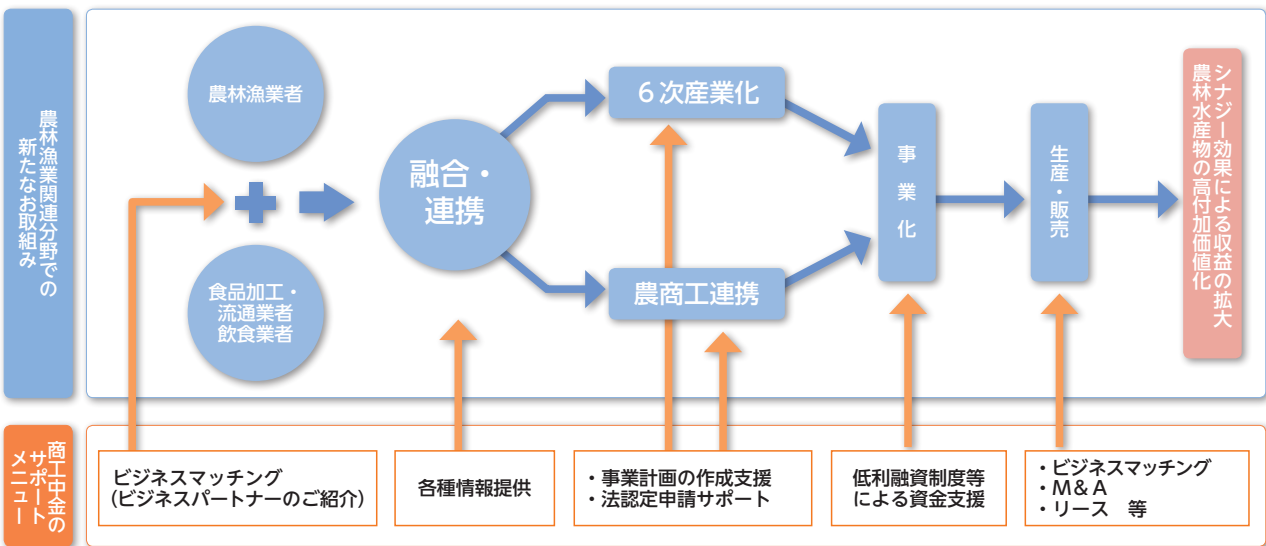 農林漁業関連分野での
新たなお取組み
農林漁業者
食品加工・
流通業者
飲食業者
融合・
連携
６次産業化
農商工連携
事業化
生産・販売
シナジー効果による収益の拡大
農林水産物の高付加価値化
商工中金の
サポート
メニュー
ビジネスマッチング
（ビジネスパートナーのご紹介）
各種情報提供
・事業計画の作成支援
・法認定申請サポート
低利融資制度等
による資金支援
・ビジネスマッチング
・M＆A
・リース　等